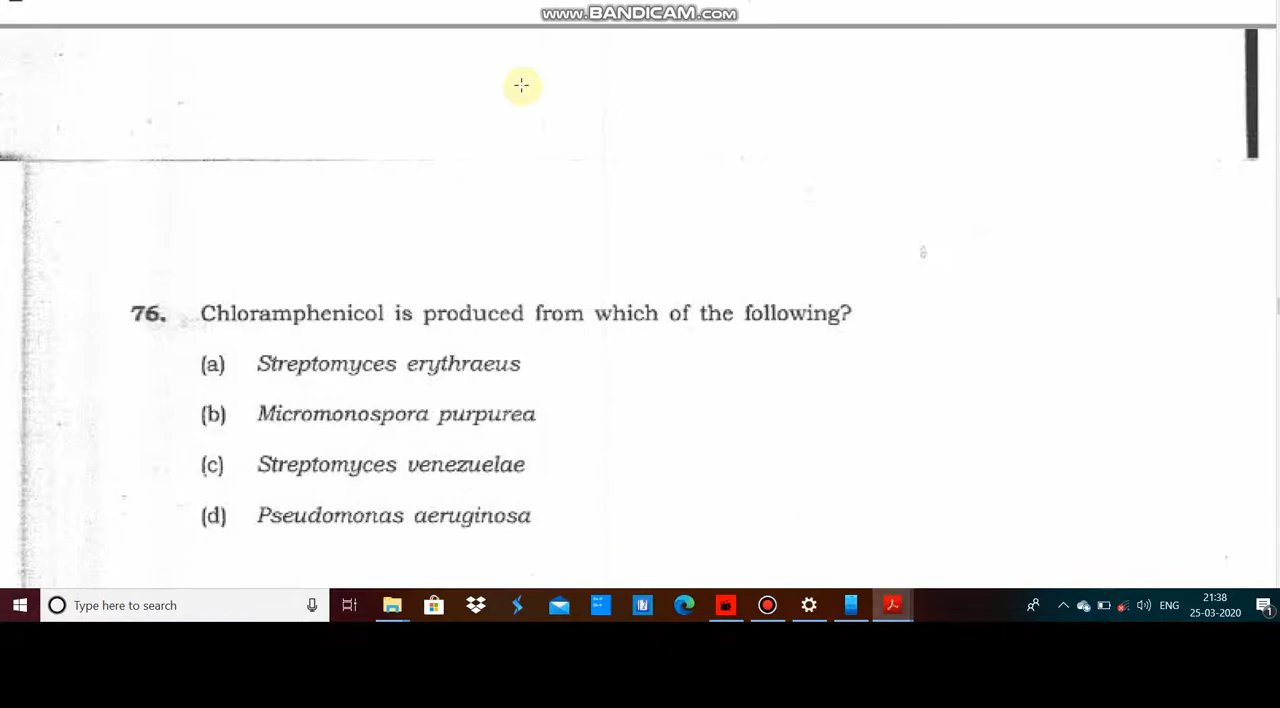 www.BANDICAM.com
76. Chloramphenicol is produced from which of the following?
(a) Streptomyces erythraeus
(b) Micromonospora purpurea
(c) Streptomyces venezuelae
(d) Pseudomonas aeruginosa
Type here to search
ENG
21:38
25-03-2020
1